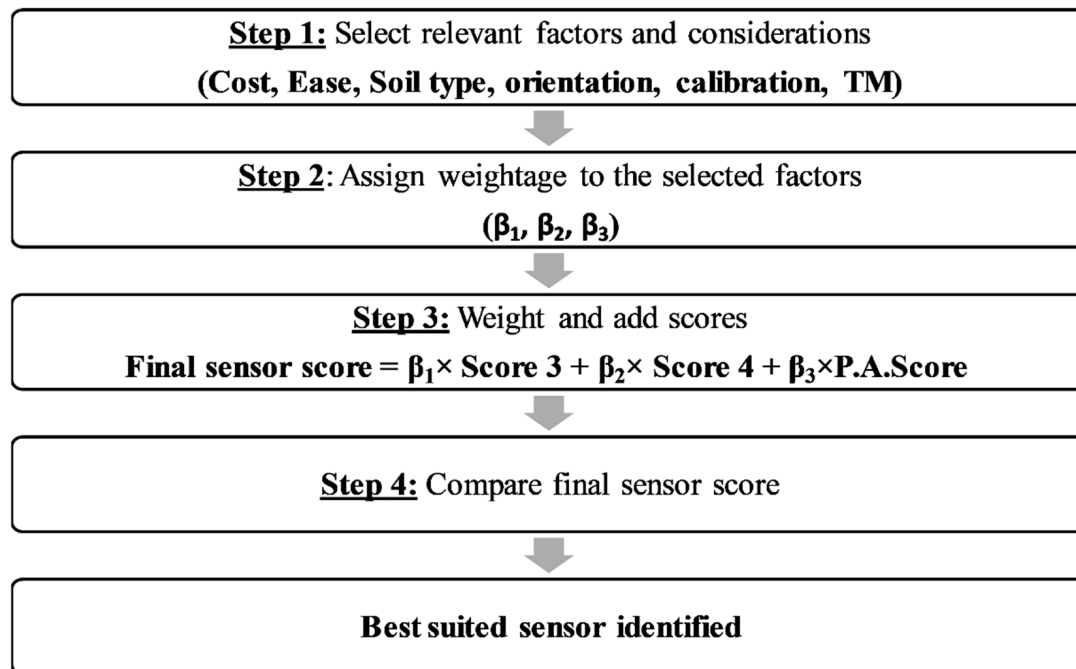 Step 1: Select relevant factors and considerations
(Cost, Ease, Soil type, orientation, calibration, TM)
Step 2: Assign weightage to the selected factors
(β₁, β₂, β₃)
Step 3: Weight and add scores
Final sensor score = β₁× Score 3 + β₂× Score 4 + β₃×P.A.Score
Step 4: Compare final sensor score
Best suited sensor identified